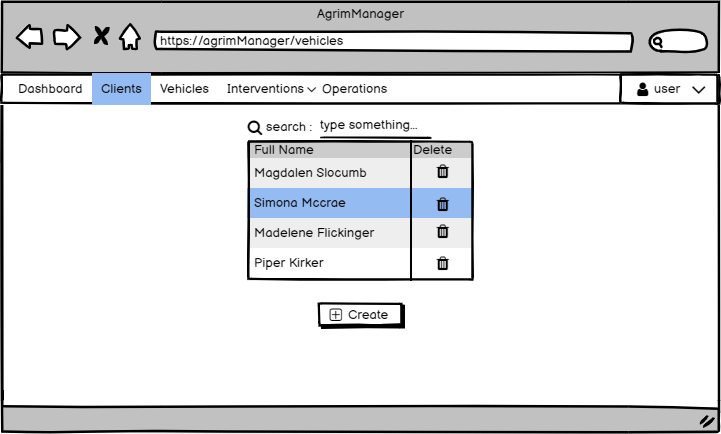 AgrimManager
https://agrimManager/vehicles
Dashboard Clients Vehicles Interventions Operations user
search : type something...
Full Name Delete
Magdalen Slocumb
Simona Mccrae
Madelene Flickinger
Piper Kirker
Create